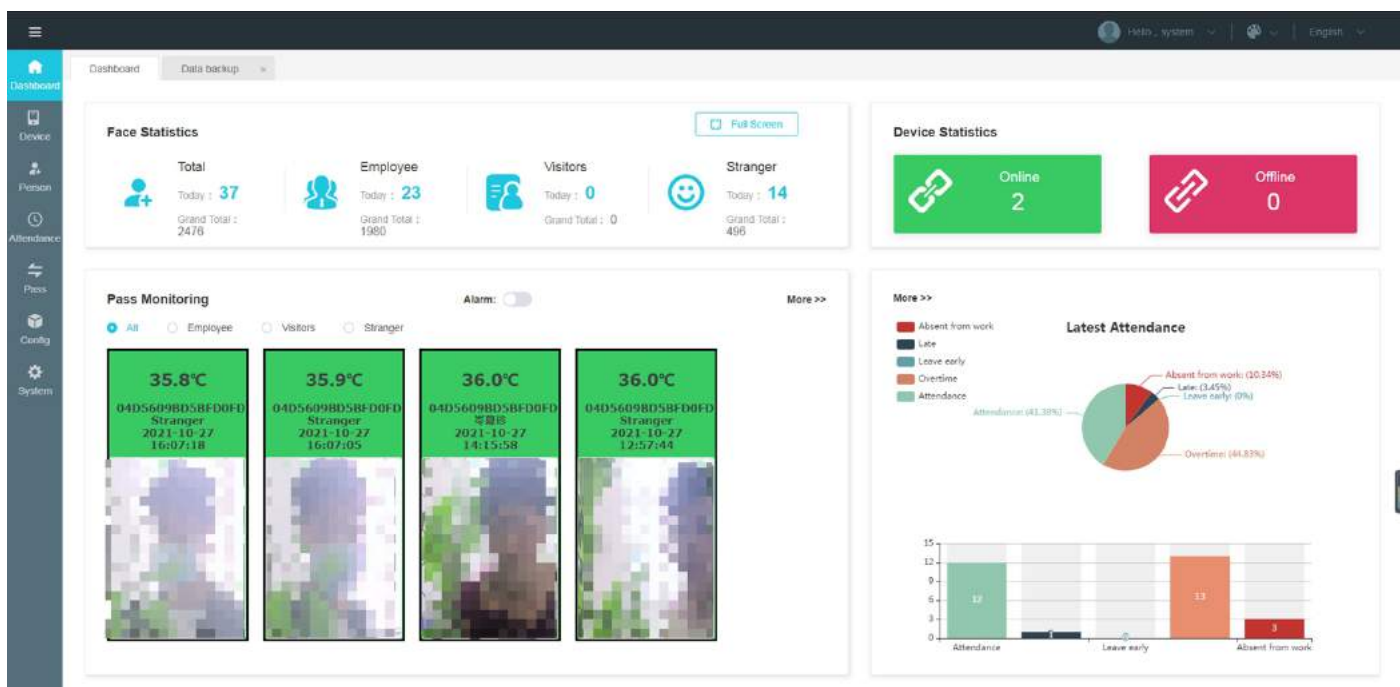 Hello , system
English
Dashboard
Device
Person
Attendance
Pass
Config
System
Dashboard
Data backup
Face Statistics
Full Screen
Total
Today : 37
Grand Total :
2476
Employee
Today : 23
Grand Total :
1980
Visitors
Today : 0
Grand Total : 0
Stranger
Today : 14
Grand Total :
496
Device Statistics
Online
2
Offline
0
Pass Monitoring
Alarm:
More >>
All
Employee
Visitors
Stranger
35.8°C
04D5609BD5BFD0FD
Stranger
2021-10-27
16:07:18
35.9°C
04D5609BD5BFD0FD
Stranger
2021-10-27
16:07:05
36.0°C
04D5609BD5BFD0FD
2021-10-27
14:15:58
36.0°C
04D5609BD5BFD0FD
Stranger
2021-10-27
12:57:44
More >>
Absent from work
Late
Leave early
Overtime
Attendance
Latest Attendance
Absent from work: (10.34%)
Late: (3.45%)
Leave early: (0%)
Attendance: (41.38%)
Overtime: (44.83%)
15
12
9
6
3
0
12
1
0
13
3
Attendance
Leave early
Absent from work